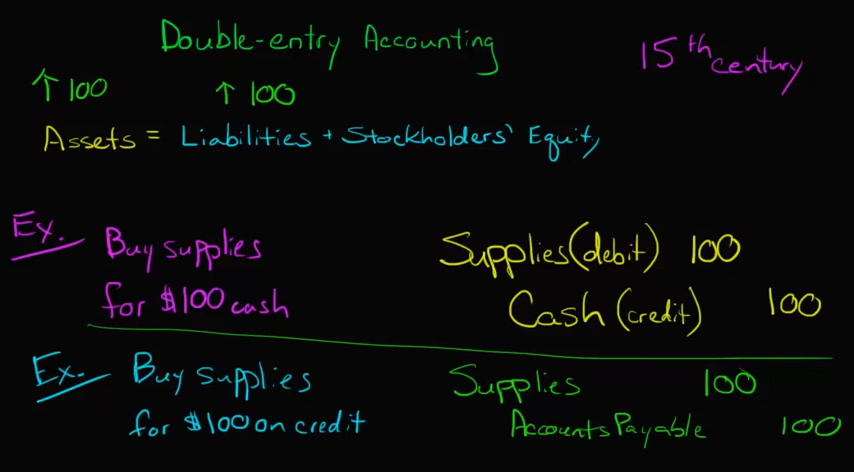 Double-entry Accounting
15th century
↑ 100 ↑ 100
Assets = Liabilities + Stockholders' Equity
Ex. Buy supplies
for $100 cash
Supplies (debit) 100
Cash (credit) 100
Ex. Buy supplies
for $100 on credit
Supplies 100
Accounts Payable 100